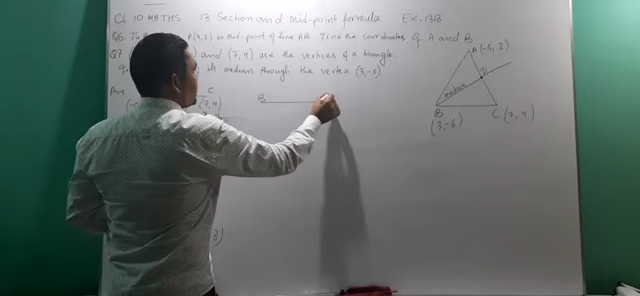 CL 10 MATHS 13 Section and Mid-point formula EX-13B
Q6. P(4,2) is mid-point of line AB. Find the coordinates of A and B.
Q7 and (7,4) are the vertices of a triangle.
median through the vertex (3,-6)
Ans. C
(-5 (7,4)
B
A (-5, 2)
D
median
B C (7, 4)
(3,-6)
3)